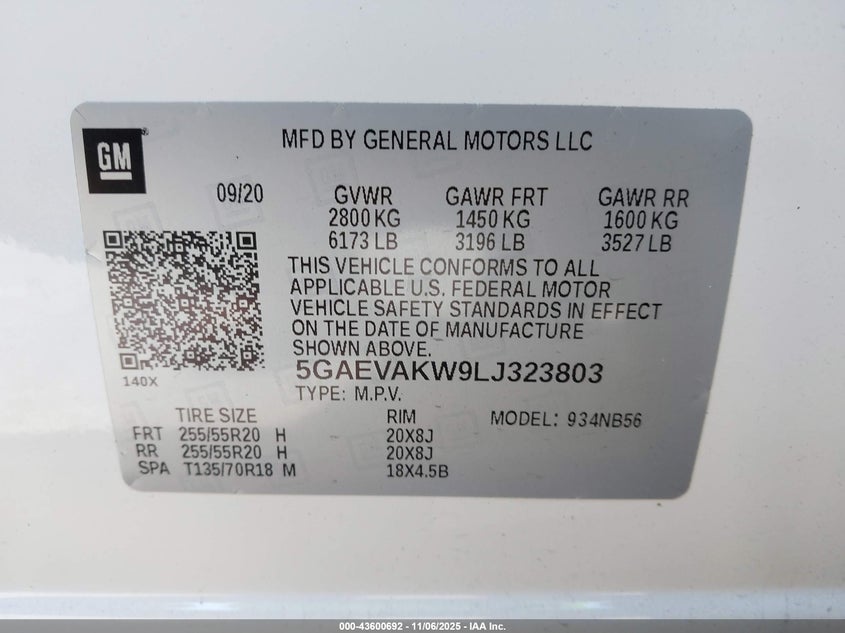 GM
MFD BY GENERAL MOTORS LLC
09/20 GVWR GAWR FRT GAWR RR
2800 KG 1450 KG 1600 KG
6173 LB 3196 LB 3527 LB
THIS VEHICLE CONFORMS TO ALL
APPLICABLE U.S. FEDERAL MOTOR
VEHICLE SAFETY STANDARDS IN EFFECT
ON THE DATE OF MANUFACTURE
SHOWN ABOVE.
140X
5GAEVAKW9LJ323803
TYPE: M.P.V.
TIRE SIZE RIM MODEL: 934NB56
FRT 255/55R20 H 20X8J
RR 255/55R20 H 20X8J
SPA T135/70R18 M 18X4.5B
000-43600692 - 11/06/2025 - IAA Inc.